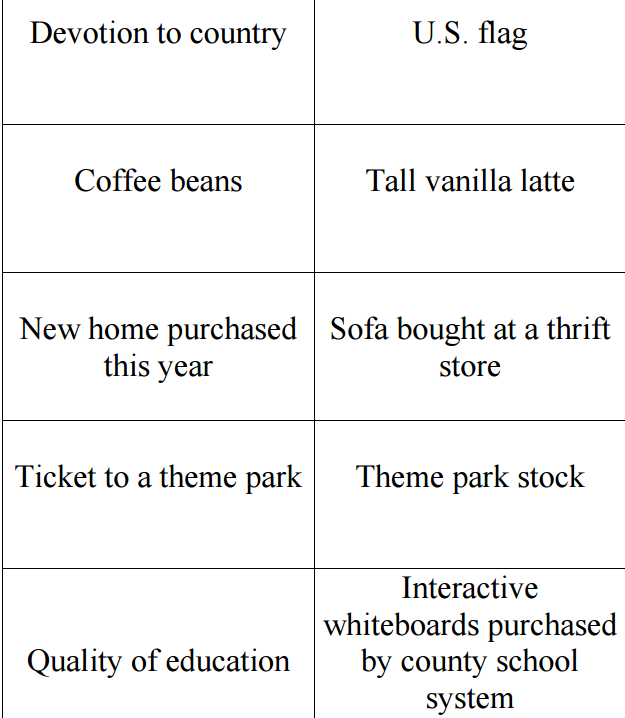 Devotion to country
U.S. flag
Coffee beans
Tall vanilla latte
New home purchased
this year
Sofa bought at a thrift
store
Ticket to a theme park
Theme park stock
Quality of education
Interactive
whiteboards purchased
by county school
system